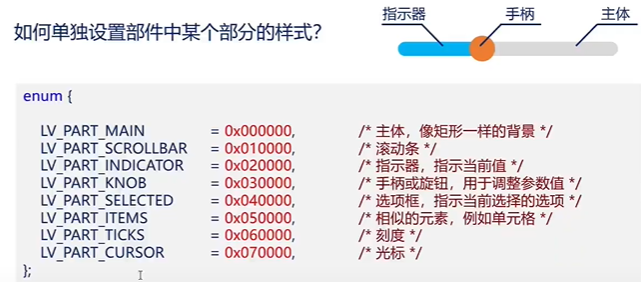 指示器 手柄 主体
如何单独设置部件中某个部分的样式？
enum {
LV_PART_MAIN = 0x000000, /* 主体，像矩形一样的背景 */
LV_PART_SCROLLBAR = 0x010000, /* 滚动条 */
LV_PART_INDICATOR = 0x020000, /* 指示器，指示当前值 */
LV_PART_KNOB = 0x030000, /* 手柄或旋钮，用于调整参数值 */
LV_PART_SELECTED = 0x040000, /* 选项框，指示当前选择的选项 */
LV_PART_ITEMS = 0x050000, /* 相似的元素，例如单元格 */
LV_PART_TICKS = 0x060000, /* 刻度 */
LV_PART_CURSOR = 0x070000, /* 光标 */
};